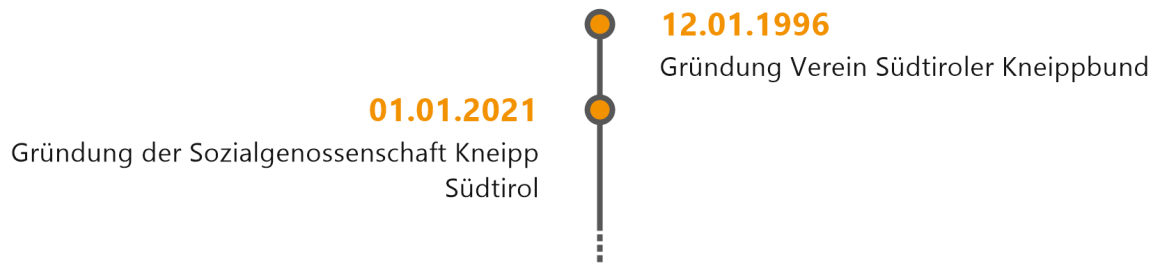 12.01.1996
Gründung Verein Südtiroler Kneippbund
01.01.2021
Gründung der Sozialgenossenschaft Kneipp
Südtirol